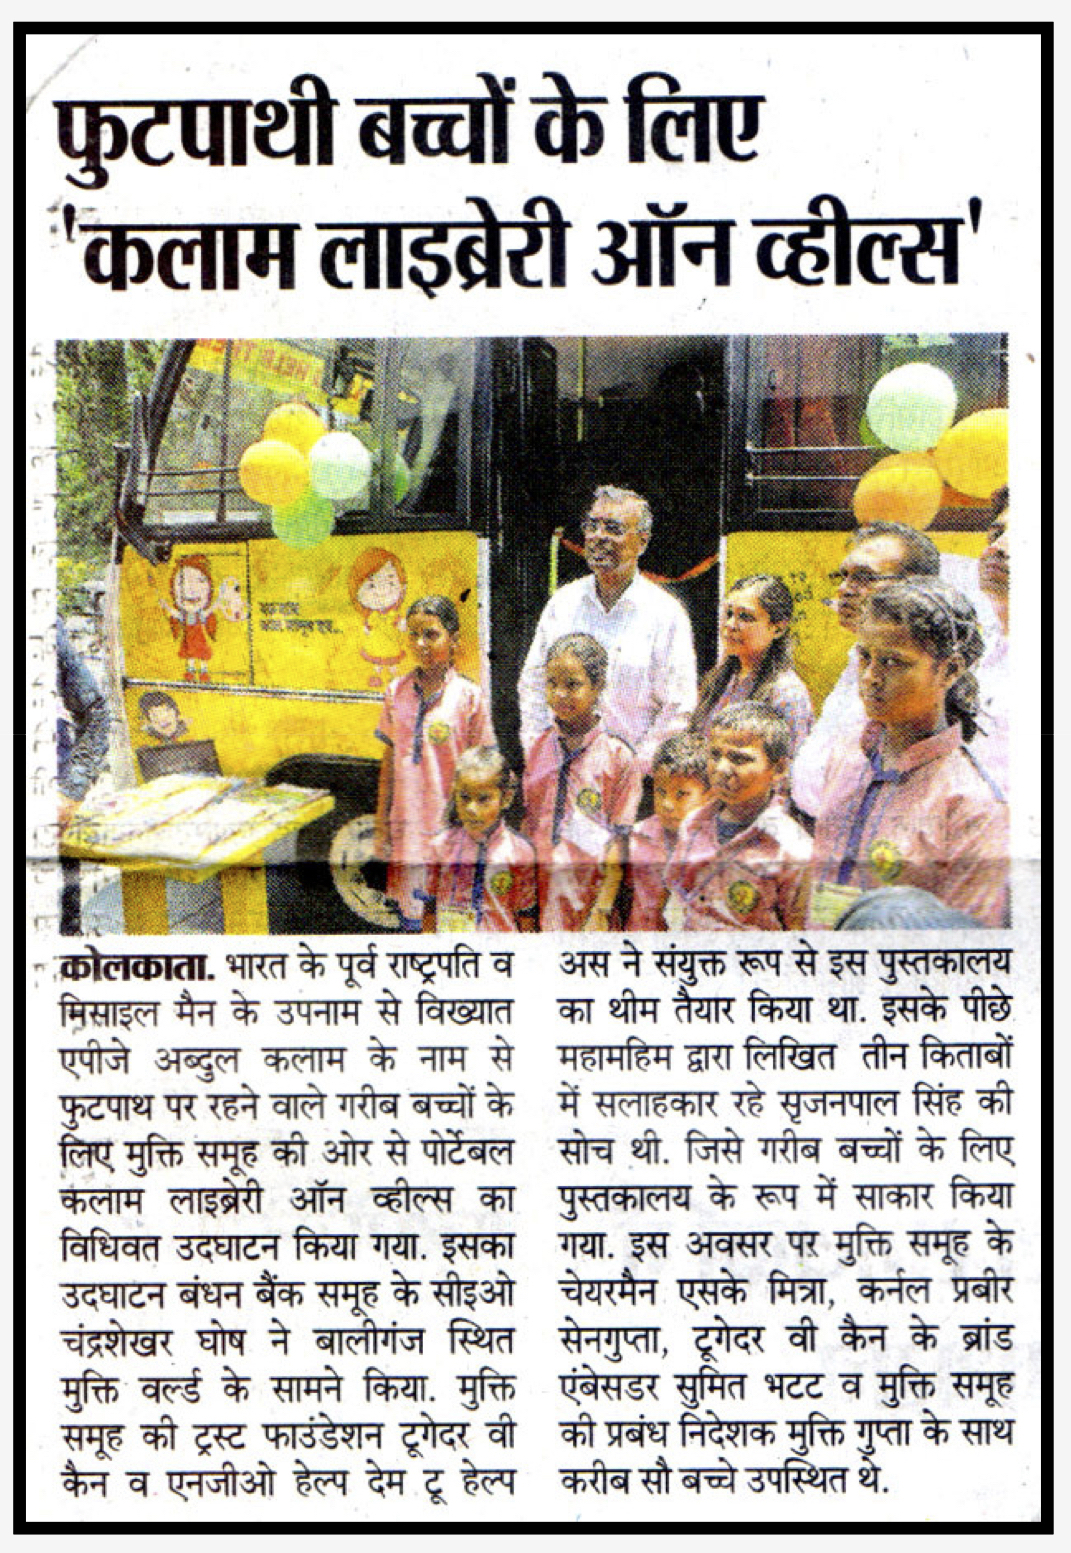 फुटपाथी बच्चों के लिए
'कलाम लाइब्रेरी ऑन व्हील्स'
HELP THE
कोलकाता. भारत के पूर्व राष्ट्रपति व
मिसाइल मैन के उपनाम से विख्यात
एपीजे अब्दुल कलाम के नाम से
फुटपाथ पर रहने वाले गरीब बच्चों के
लिए मुक्ति समूह की ओर से पोर्टेबल
कलाम लाइब्रेरी ऑन व्हील्स का
विधिवत उदघाटन किया गया. इसका
उदघाटन बंधन बैंक समूह के सीइओ
चंद्रशेखर घोष ने बालीगंज स्थित
मुक्ति वर्ल्ड के सामने किया. मुक्ति
समूह की ट्रस्ट फाउंडेशन टूगेदर वी
कैन व एनजीओ हेल्प देम टू हेल्प
अस ने संयुक्त रूप से इस पुस्तकालय
का थीम तैयार किया था. इसके पीछे
महामहिम द्वारा लिखित तीन किताबों
में सलाहकार रहे सृजनपाल सिंह की
सोच थी. जिसे गरीब बच्चों के लिए
पुस्तकालय के रूप में साकार किया
गया. इस अवसर पर मुक्ति समूह के
चेयरमैन एसके मित्रा, कर्नल प्रबीर
सेनगुप्ता, टूगेदर वी कैन के ब्रांड
एंबेसडर सुमित भटट व मुक्ति समूह
की प्रबंध निदेशक मुक्ति गुप्ता के साथ
करीब सौ बच्चे उपस्थित थे.